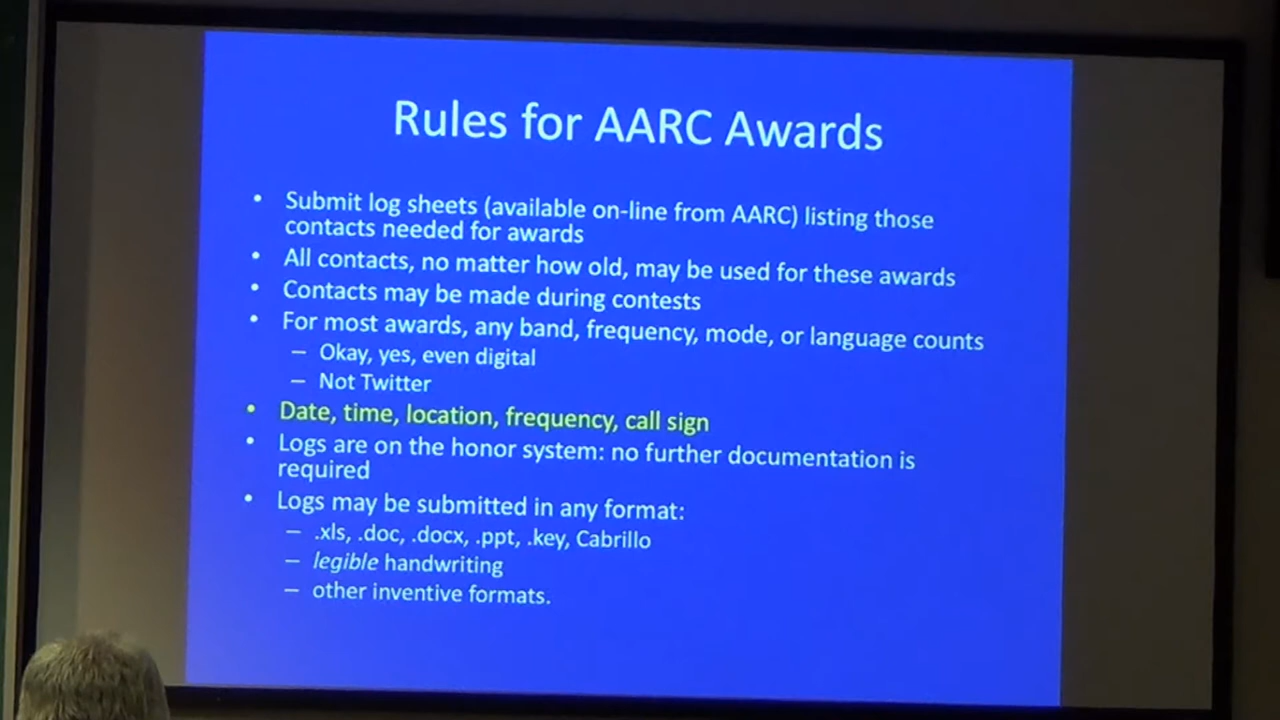 Rules for AARC Awards
• Submit log sheets (available on-line from AARC) listing those
contacts needed for awards
• All contacts, no matter how old, may be used for these awards
• Contacts may be made during contests
• For most awards, any band, frequency, mode, or language counts
– Okay, yes, even digital
– Not Twitter
• Date, time, location, frequency, call sign
• Logs are on the honor system: no further documentation is
required
• Logs may be submitted in any format:
– .xls, .doc, .docx, .ppt, .key, Cabrillo
– legible handwriting
– other inventive formats.